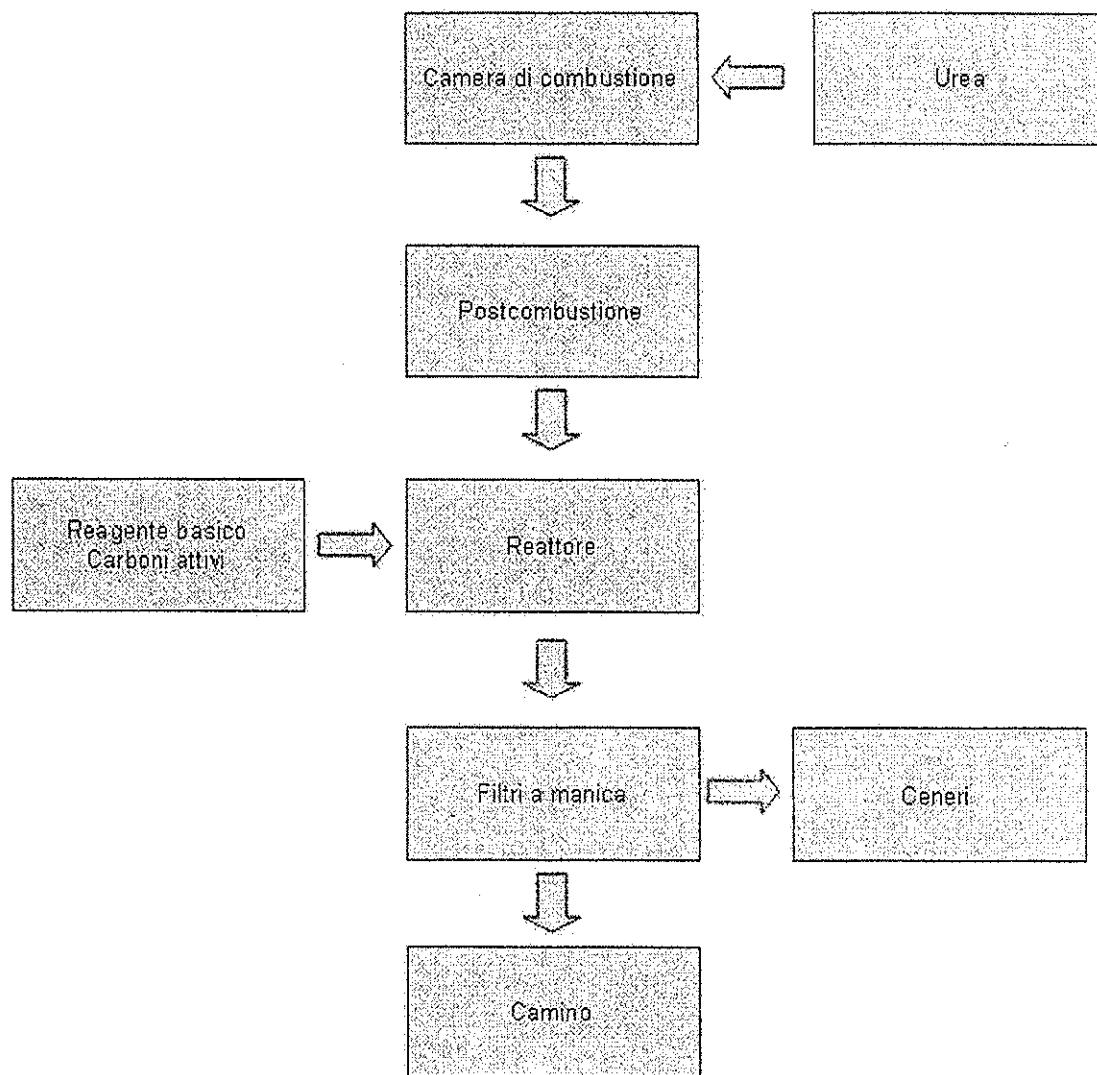 Camera di combustione
Urea
Postcombustione
Reagente basico
Carboni attivi
Reattore
Filtri a manica
Ceneri
Camino